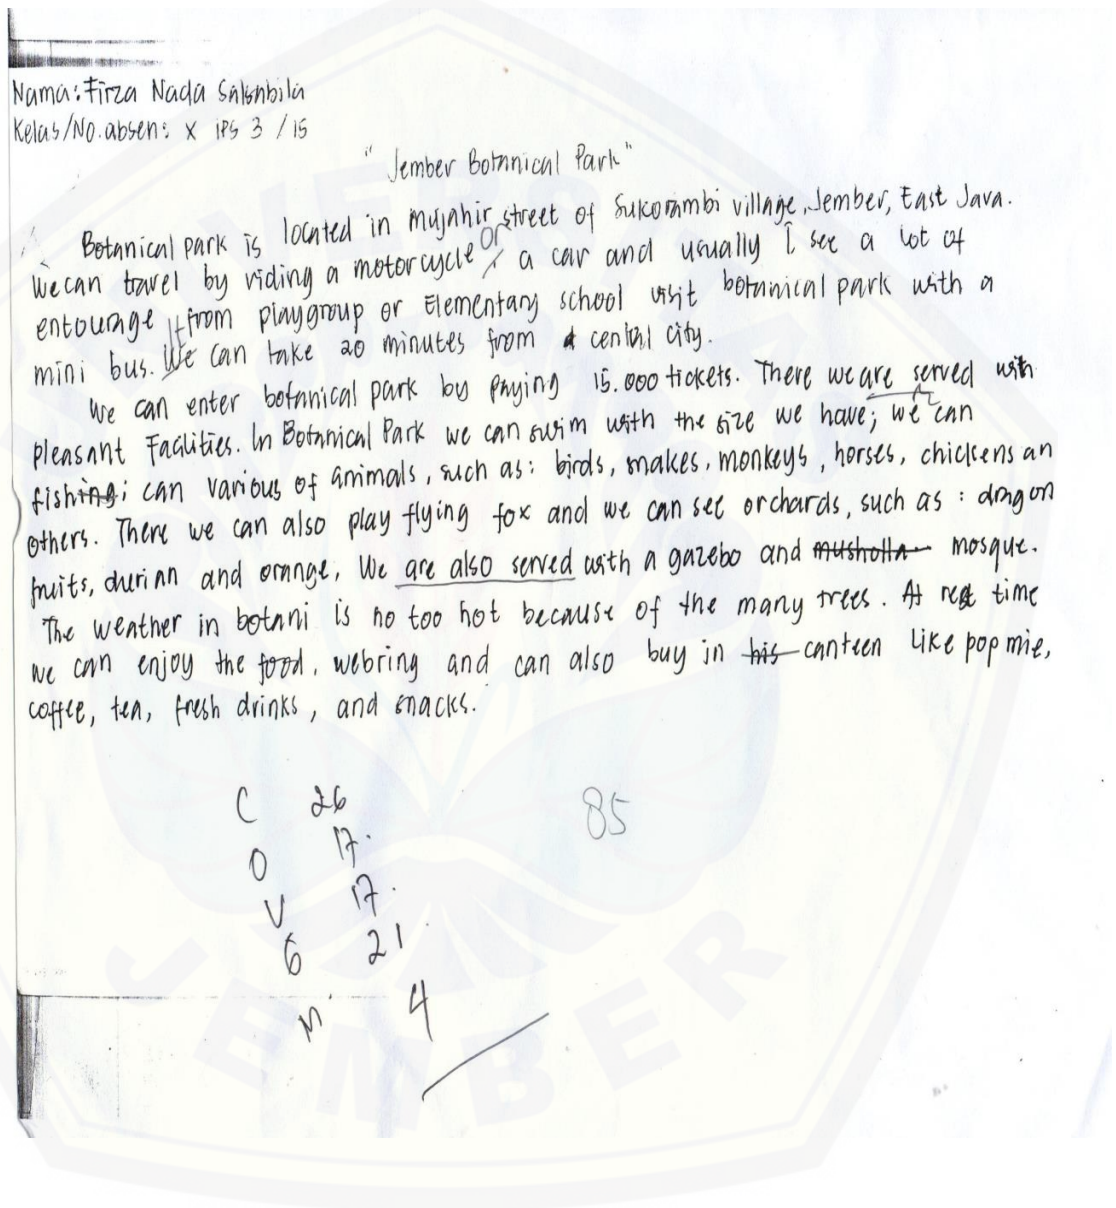 Nama: Firza Nada Salsabila
Kelas/No.absen: X IPS 3 / 15
"Jember Botanical Park"
Botanical park is located in mujahir street of Sukorambi village, Jember, East Java.
We can travel by riding a motorcycle or a car and usually I see a lot of
entourage from playgroup or Elementary school visit botanical park with a
mini bus. We can take 20 minutes from central city.
We can enter botanical park by paying 15.000 tickets. There we are served with
pleasant Facilities. In Botanical Park we can swim with the size we have; we can
fishing; can various of animals, such as: birds, snakes, monkeys, horses, chickens an
others. There we can also play flying fox and we can see orchards, such as : dragon
fruits, durian and orange, We are also served with a gazebo and musholla mosque.
The weather in botani is no too hot because of the many trees. At rest time
we can enjoy the food, webring and can also buy in his canteen like pop mie,
coffee, tea, fresh drinks, and snacks.
C 26
85
O 17.
V 17.
G 21.
M 4
UNIVERSITAS
JEMBER